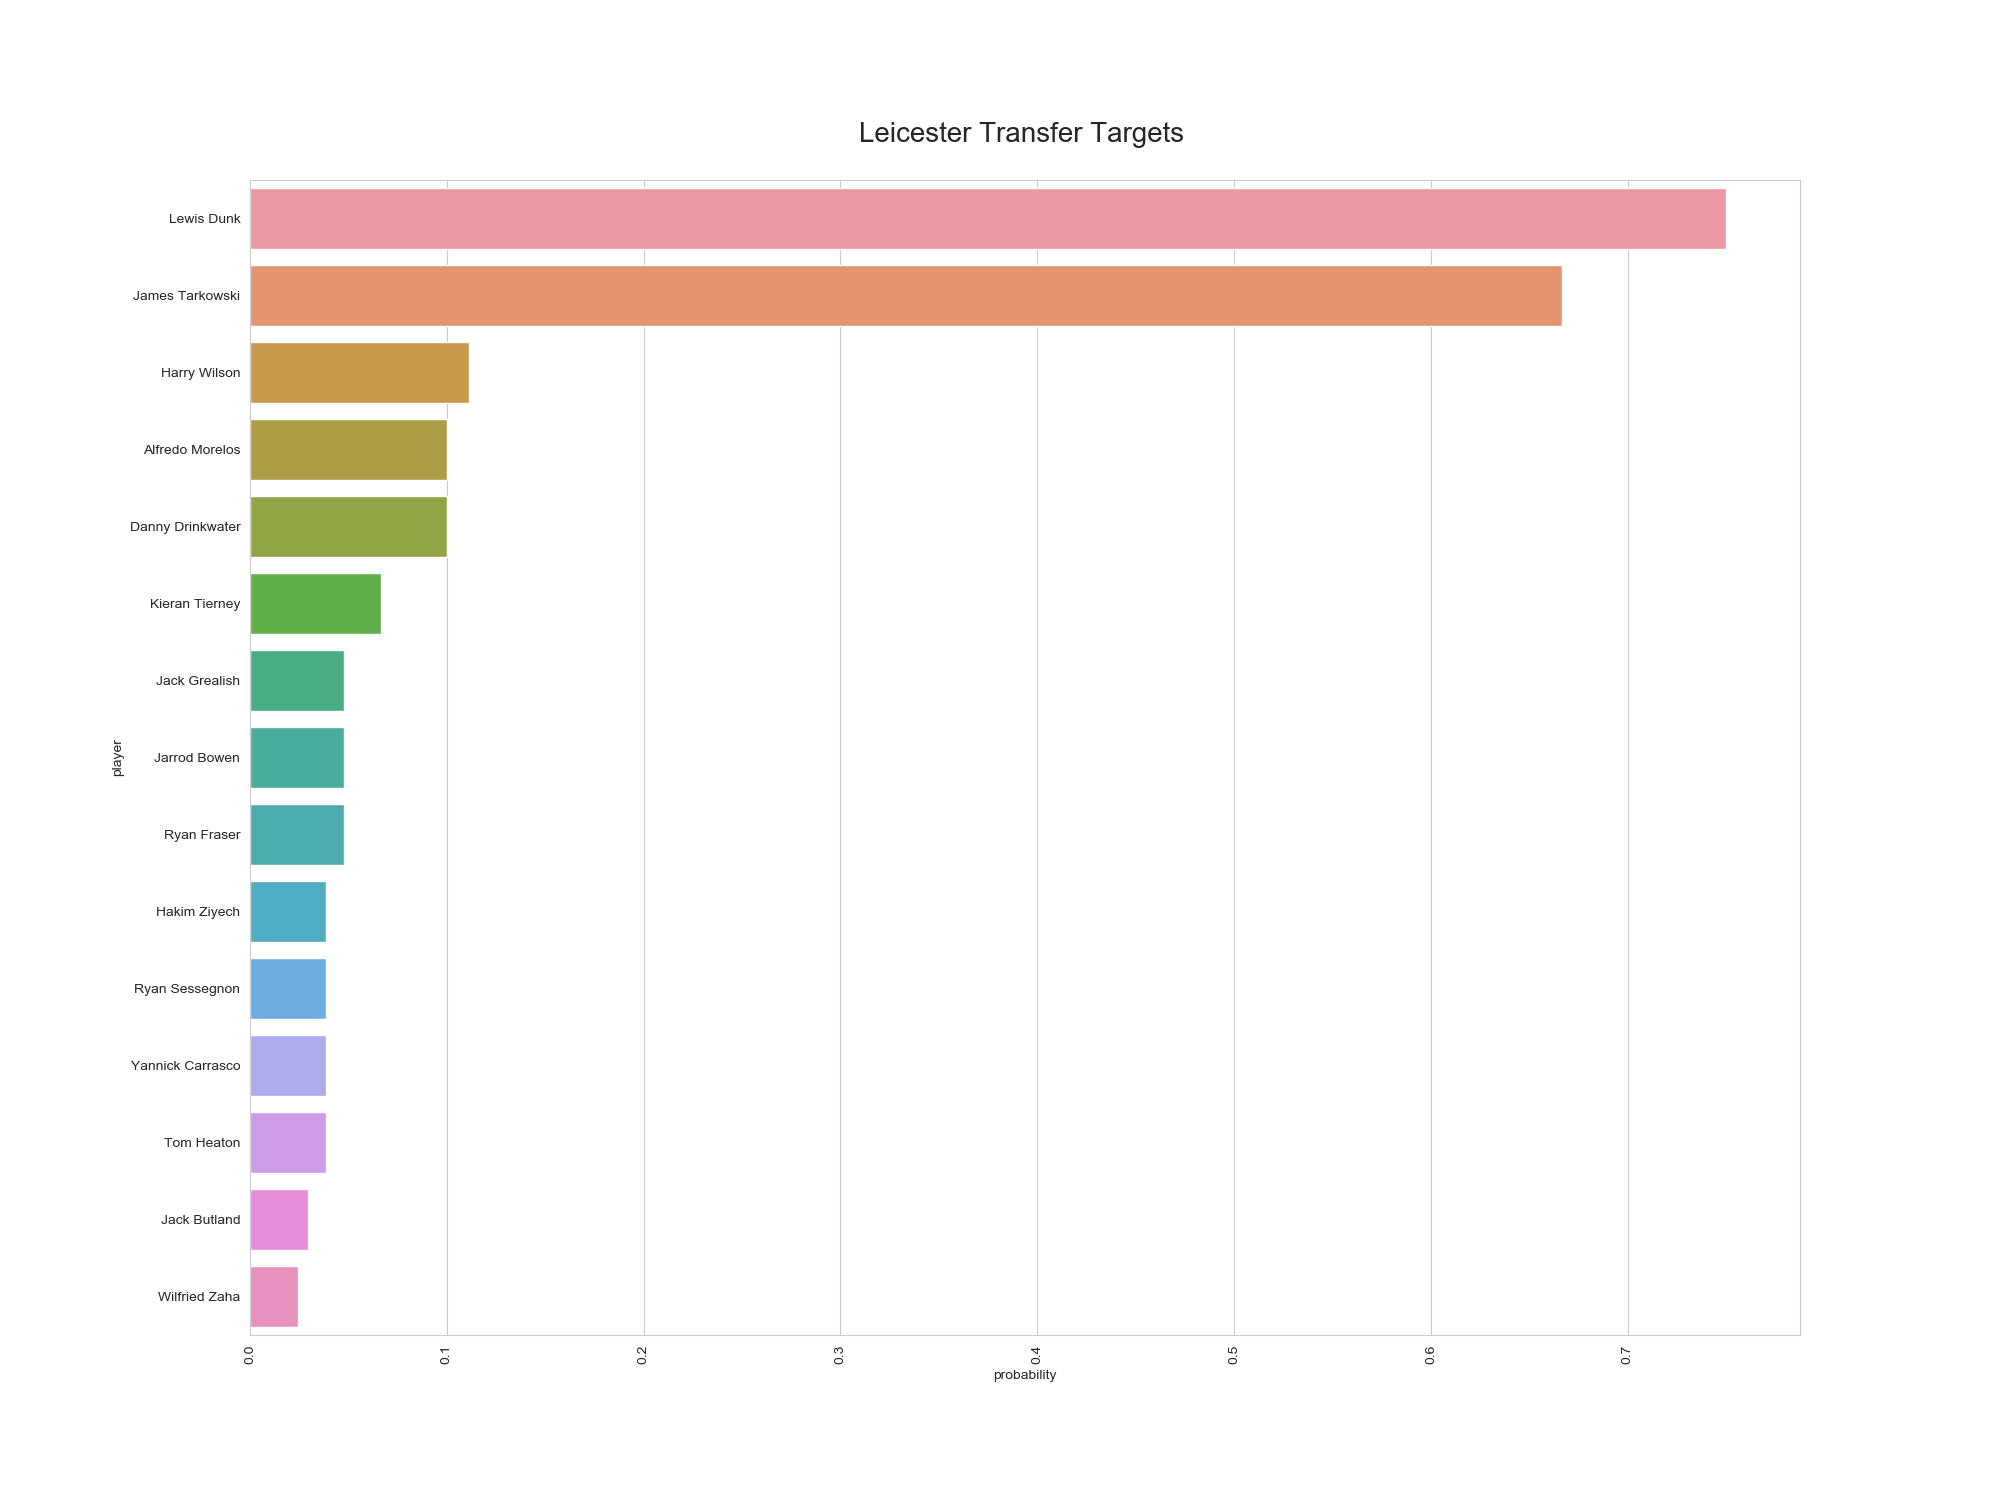 Leicester Transfer Targets
Lewis Dunk
James Tarkowski
Harry Wilson
Alfredo Morelos
Danny Drinkwater
Kieran Tierney
Jack Grealish
Jarrod Bowen
Ryan Fraser
Hakim Ziyech
Ryan Sessegnon
Yannick Carrasco
Tom Heaton
Jack Butland
Wilfried Zaha
player
0.0
0.1
0.2
0.3
0.4
0.5
0.6
0.7
probability